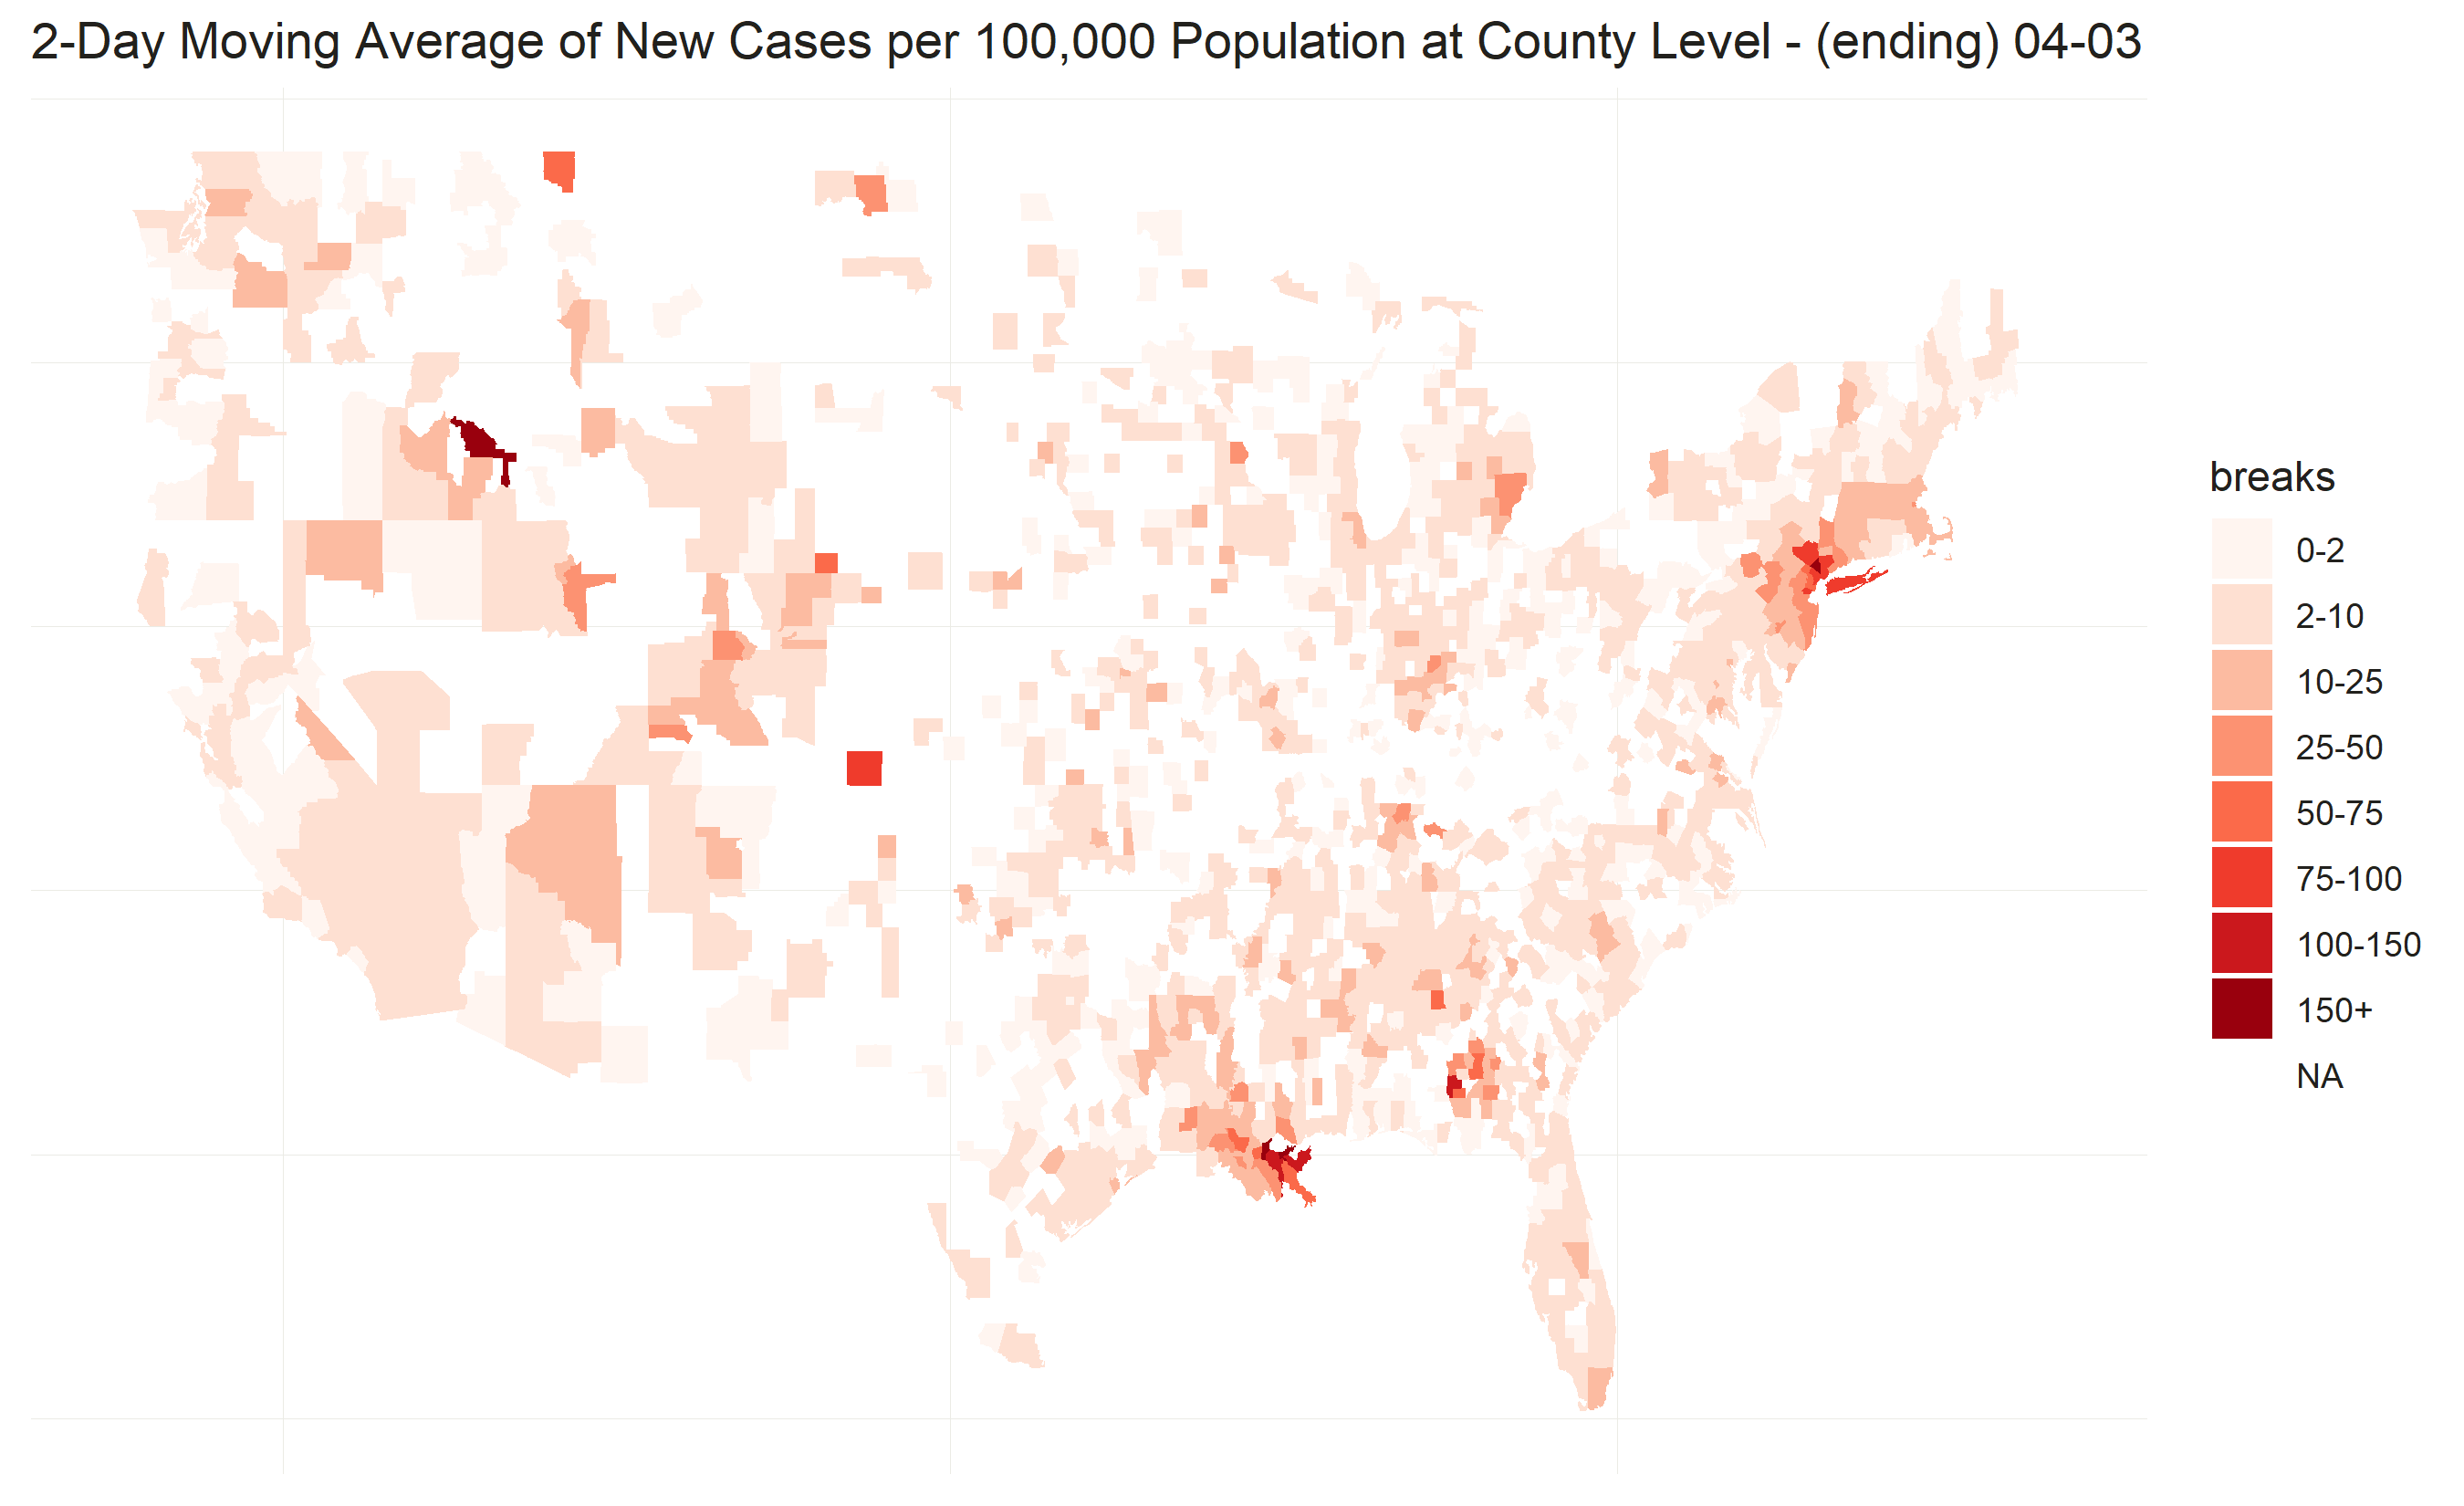 2-Day Moving Average of New Cases per 100,000 Population at County Level - (ending) 04-03
breaks
0-2
2-10
10-25
25-50
50-75
75-100
100-150
150+
NA